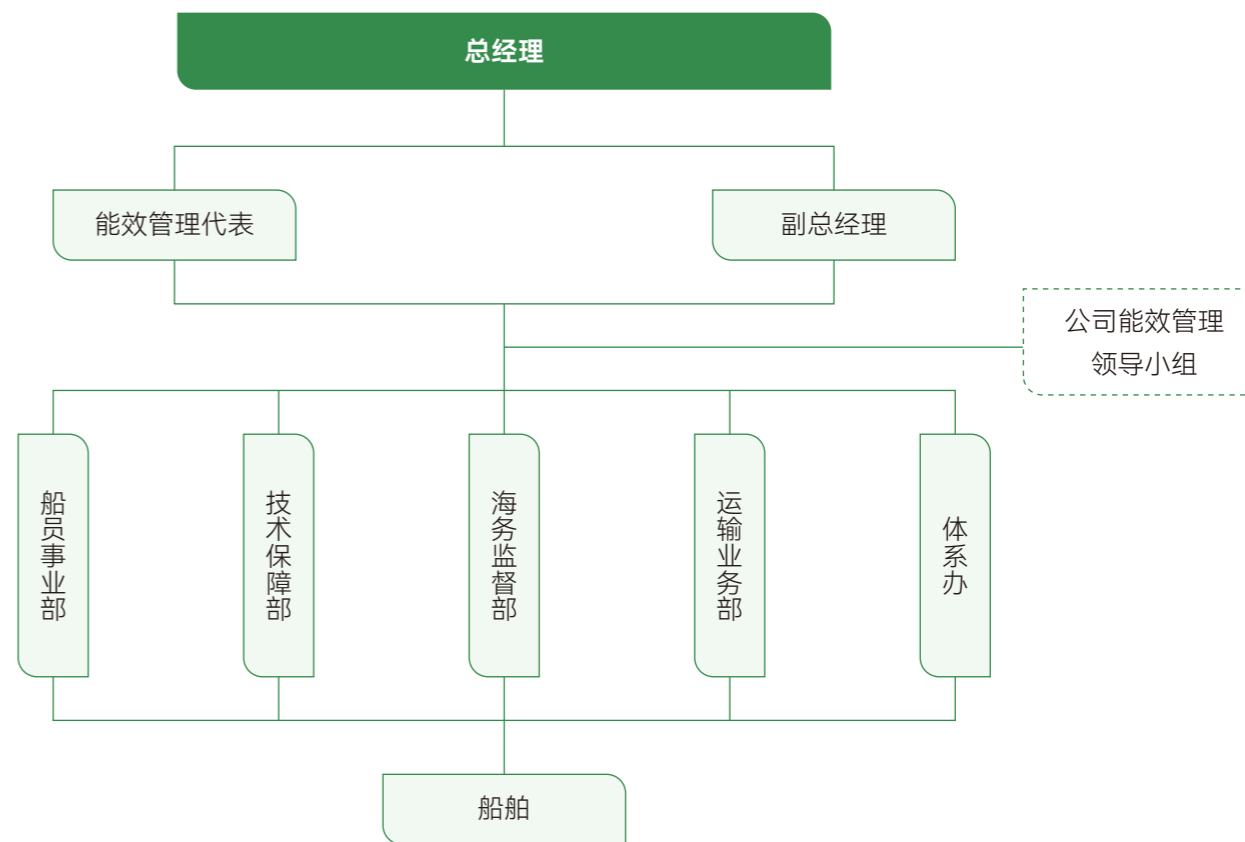 总经理
能效管理代表
副总经理
公司能效管理
领导小组
船员事业部
技术保障部
海务监督部
运输业务部
体系办
船舶